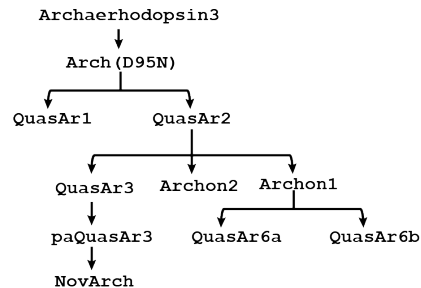 Archaerhodopsin3
Arch(D95N)
QuasAr1 QuasAr2
QuasAr3 Archon2 Archon1
paQuasAr3 QuasAr6a QuasAr6b
NovArch